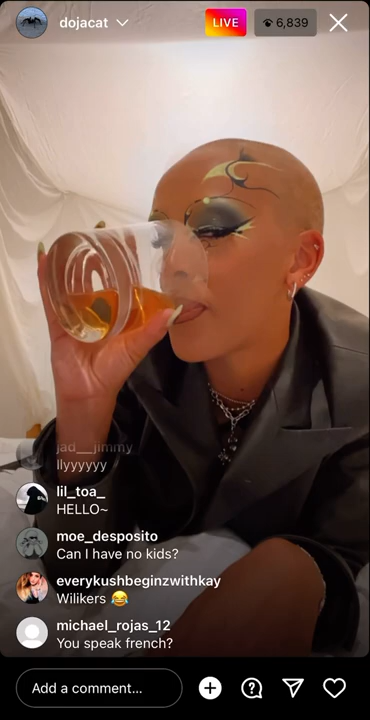 dojacat
LIVE
6,839
jad__jimmy
Ilyyyyyy
lil_toa_
HELLO~
moe_desposito
Can I have no kids?
everykushbeginzwithkay
Wilikers 😂
michael_rojas_12
You speak french?
Add a comment...